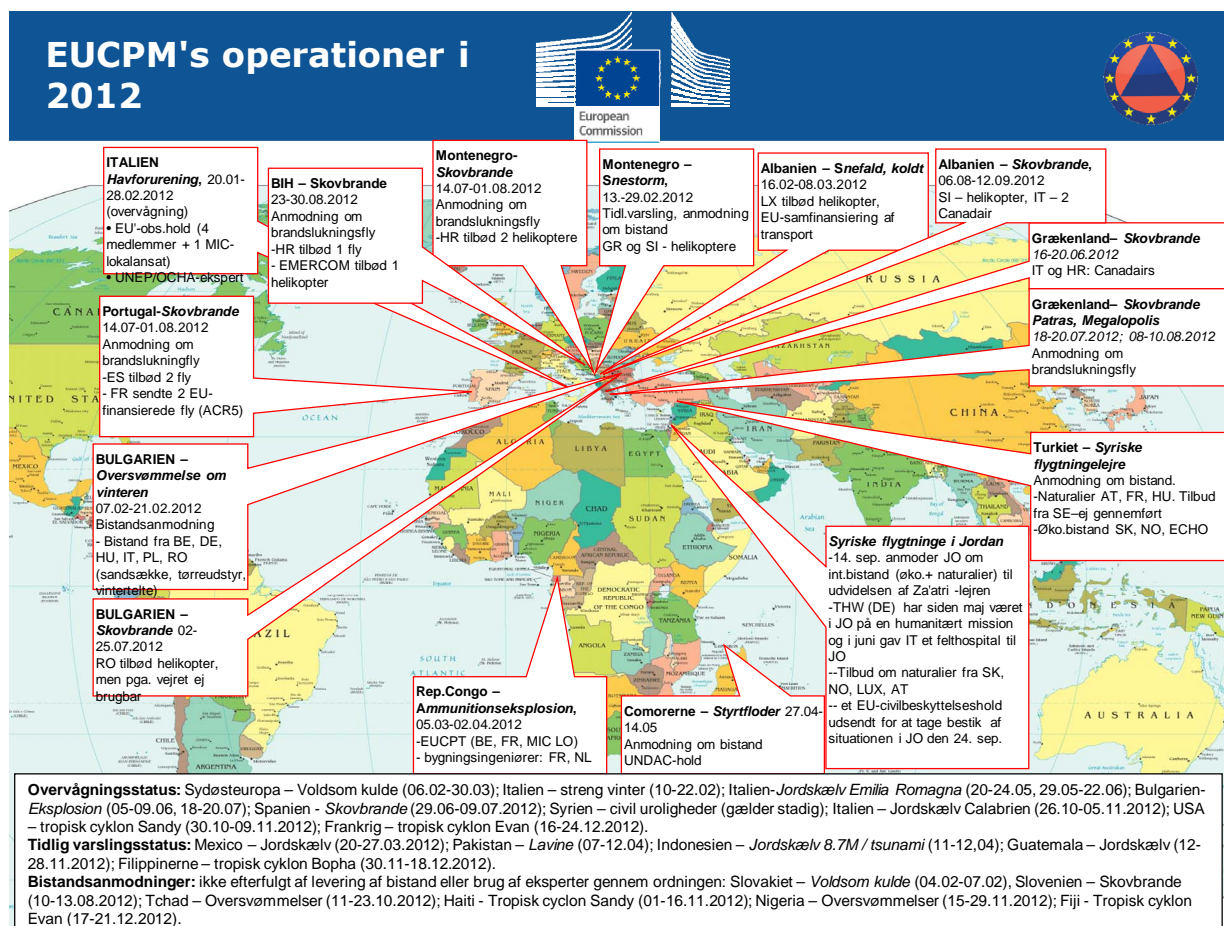 EUCPM's operationer i
2012
European
Commission
ITALIEN
Havforurening, 20.01-
28.02.2012
(overvågning)
• EU'-obs.hold (4
medlemmer + 1 MIC-
lokalansat)
• UNEP/OCHA-ekspert
BIH – Skovbrande
23-30.08.2012
Anmodning om
brandslukningsfly
-HR tilbød 1 fly
- EMERCOM tilbød 1
helikopter
Montenegro-
Skovbrande
14.07-01.08.2012
Anmodning om
brandslukningsfly
-HR tilbød 2 helikoptere
Montenegro –
Snestorm,
13.-29.02.2012
Tidl.varsling, anmodning
om bistand
GR og SI - helikoptere
Albanien – Snefald, koldt
16.02-08.03.2012
LX tilbød helikopter,
EU-samfinansiering af
transport
Albanien – Skovbrande,
06.08-12.09.2012
SI – helikopter, IT – 2
Canadair
Grækenland– Skovbrande
16-20.06.2012
IT og HR: Canadairs
Grækenland– Skovbrande
Patras, Megalopolis
18-20.07.2012; 08-10.08.2012
Anmodning om
brandslukningsfly
Portugal-Skovbrande
14.07-01.08.2012
Anmodning om
brandslukningfly
-ES tilbød 2 fly
- FR sendte 2 EU-
finansierede fly (ACR5)
BULGARIEN –
Oversvømmelse om
vinteren
07.02-21.02.2012
Bistandsanmodning
- Bistand fra BE, DE,
HU, IT, PL, RO
(sandsække, tørreudstyr,
vintertelte)
BULGARIEN –
Skovbrande 02-
25.07.2012
RO tilbød helikopter,
men pga. vejret ej
brugbar
Turkiet – Syriske
flygtningelejre
Anmodning om bistand.
-Naturalier AT, FR, HU. Tilbud
fra SE–ej gennemført
-Øko.bistand SK, NO, ECHO
Syriske flygtninge i Jordan
-14. sep. anmoder JO om
int.bistand (øko.+ naturalier) til
udvidelsen af Za'atri -lejren
-THW (DE) har siden maj været
i JO på en humanitært mission
og i juni gav IT et felthospital til
JO
--Tilbud om naturalier fra SK,
NO, LUX, AT
-- et EU-civilbeskyttelseshold
udsendt for at tage bestik af
situationen i JO den 24. sep.
Rep.Congo –
Ammunitionseksplosion,
05.03-02.04.2012
-EUCPT (BE, FR, MIC LO)
- bygningsingeniører: FR, NL
Comorerne – Styrtfloder 27.04-
14.05
Anmodning om bistand
UNDAC-hold
RUSSIA
KAZAKHSTAN
CHINA
JAPAN
IRAN
IRAQ
INDIA
PAKISTAN
THAILAND
ALGERIA
LIBYA
EGYPT
MALI
NIGER
CHAD
SUDAN
NIGERIA
ETHIOPIA
SOMALIA
CENTRAL
AFRICAN REPUBLIC
DEMOCRATIC
REPUBLIC
OF THE CONGO
KENYA
TANZANIA
ANGOLA
ZAMBIA
MOZAMBIQUE
SEYCHELLES
MEXICO
OCEAN
SOUTH
ATLANTIC
Arabian
Sea
CHILE
ARGENTINA
AUSTRALIA
PAPUA
NEW GUINEA
Overvågningsstatus: Sydøsteuropa – Voldsom kulde (06.02-30.03); Italien – streng vinter (10-22.02); Italien-Jordskælv Emilia Romagna (20-24.05, 29.05-22.06); Bulgarien-
Eksplosion (05-09.06, 18-20.07); Spanien - Skovbrande (29.06-09.07.2012); Syrien – civil uroligheder (gælder stadig); Italien – Jordskælv Calabrien (26.10-05.11.2012); USA
– tropisk cyklon Sandy (30.10-09.11.2012); Frankrig – tropisk cyklon Evan (16-24.12.2012).
Tidlig varslingsstatus: Mexico – Jordskælv (20-27.03.2012); Pakistan – Lavine (07-12.04); Indonesien – Jordskælv 8.7M / tsunami (11-12,04); Guatemala – Jordskælv (12-
28.11.2012); Filippinerne – tropisk cyklon Bopha (30.11-18.12.2012).
Bistandsanmodninger: ikke efterfulgt af levering af bistand eller brug af eksperter gennem ordningen: Slovakiet – Voldsom kulde (04.02-07.02), Slovenien – Skovbrande
(10-13.08.2012); Tchad – Oversvømmelser (11-23.10.2012); Haiti - Tropisk cyclon Sandy (01-16.11.2012); Nigeria – Oversvømmelser (15-29.11.2012); Fiji - Tropisk cyklon
Evan (17-21.12.2012).